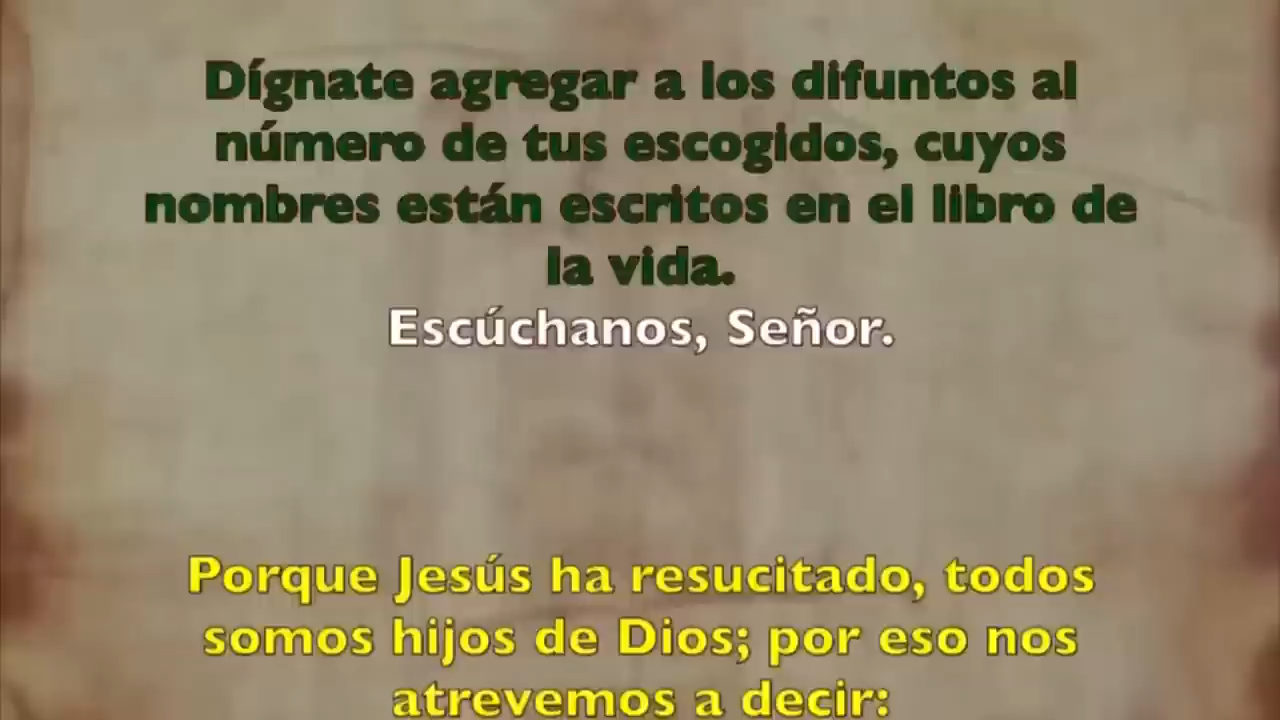 Dígnate agregar a los difuntos al
número de tus escogidos, cuyos
nombres están escritos en el libro de
la vida.
Escúchanos, Señor.
Porque Jesús ha resucitado, todos
somos hijos de Dios; por eso nos
atrevemos a decir: